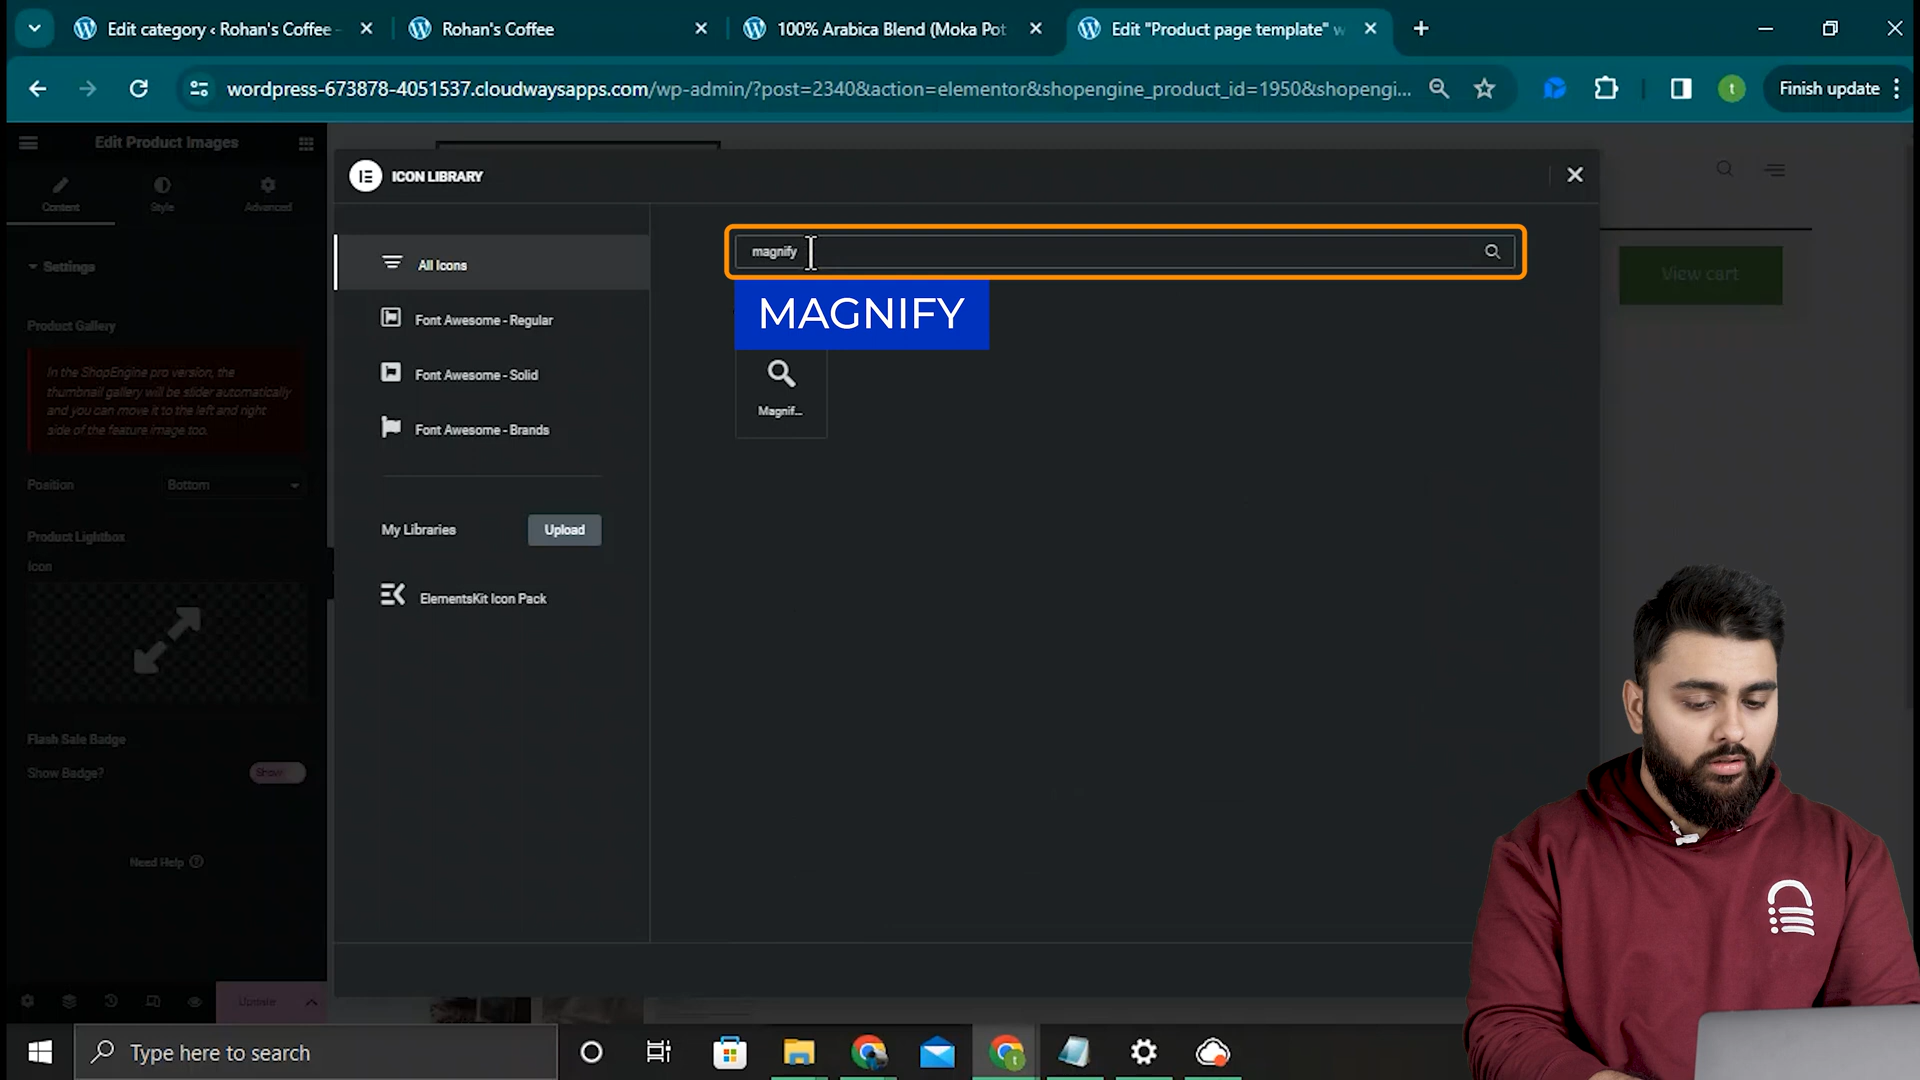 Edit category ‹ Rohan's Coffee -
Rohan's Coffee
100% Arabica Blend (Moka Pot
Edit "Product page template" w
wordpress-673878-4051537.cloudwaysapps.com/wp-admin/?post=2340&action=elementor&shopengine_product_id=1950&shopengi...
t
Finish update
Edit Product Images
Content
Style
Advanced
Settings
Product Gallery
In the ShopEngine pro version, the
thumbnail gallery will be slider automatically
and you can move it to the left and right
side of the feature image too.
Position
Bottom
Product Lightbox
Icon
Flash Sale Badge
Show Badge?
Show
Need Help
Update
ICON LIBRARY
All Icons
Font Awesome - Regular
Font Awesome - Solid
Font Awesome - Brands
My Libraries
Upload
ElementsKit Icon Pack
magnify
MAGNIFY
Magnif...
View cart
Type here to search
t